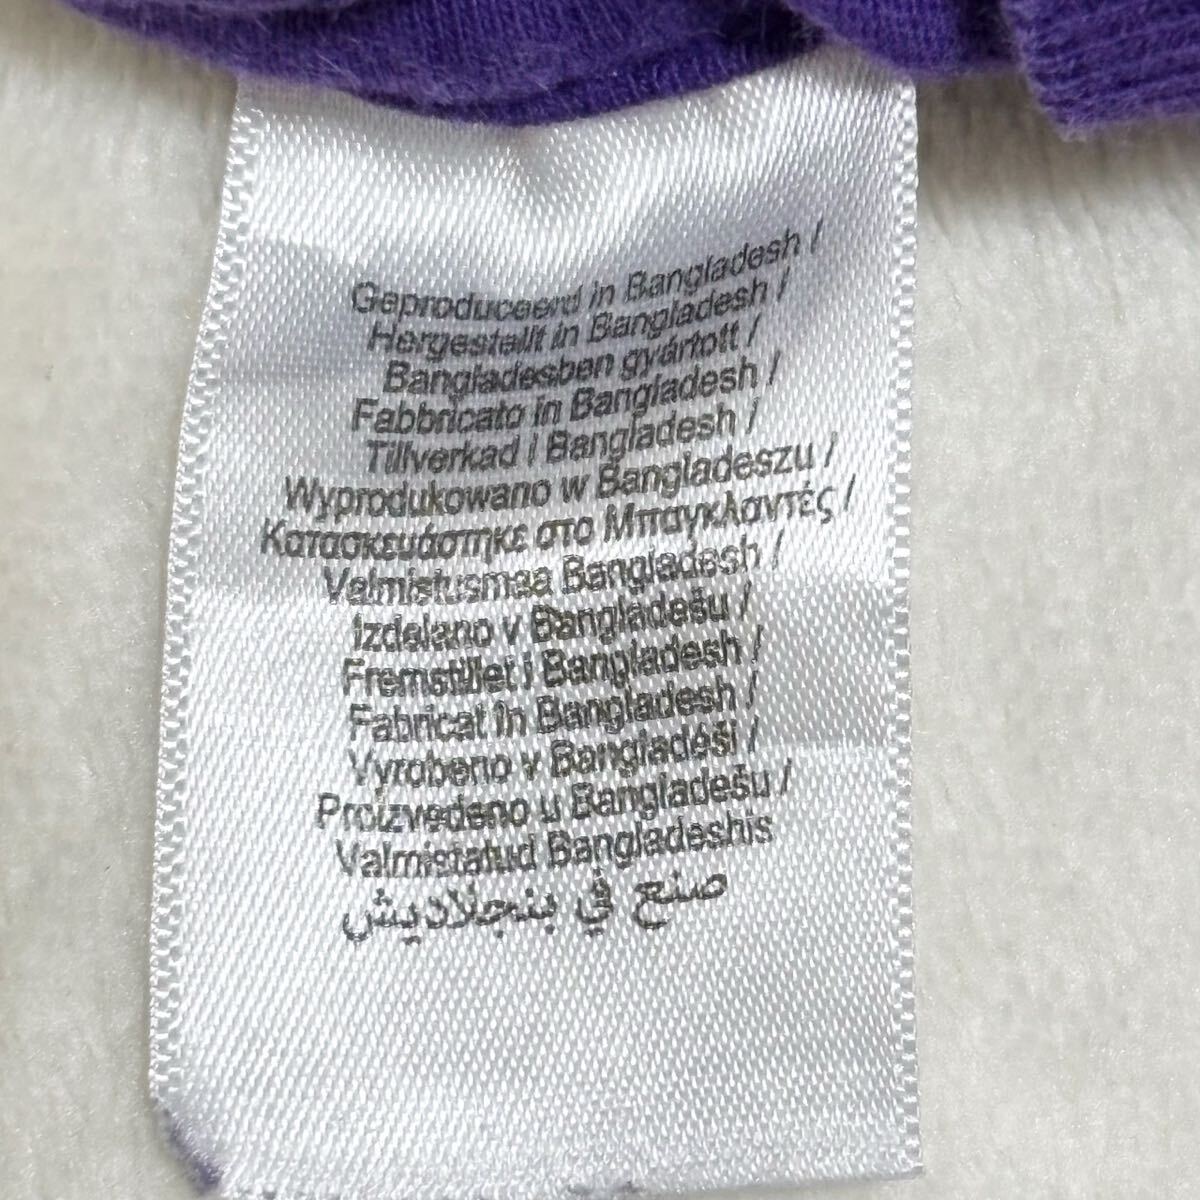 Geproduceerd in Bangladesh /
Hergestellt in Bangladesh /
Bangladesben gyártott /
Fabbricato in Bangladesh /
Tillverkad i Bangladesh /
Wyprodukowano w Bangladeszu /
Κατασκευάστηκε στο Μπαγκλαντές /
Valmistusmaa Bangladesh /
Izdelano v Bangladešu /
Fremstillet i Bangladesh /
Fabricat în Bangladesh /
Vyrobeno v Bangladéši /
Proizvedeno u Bangladešu /
Valmistatud Bangladeshis
صنع في بنجلاديش